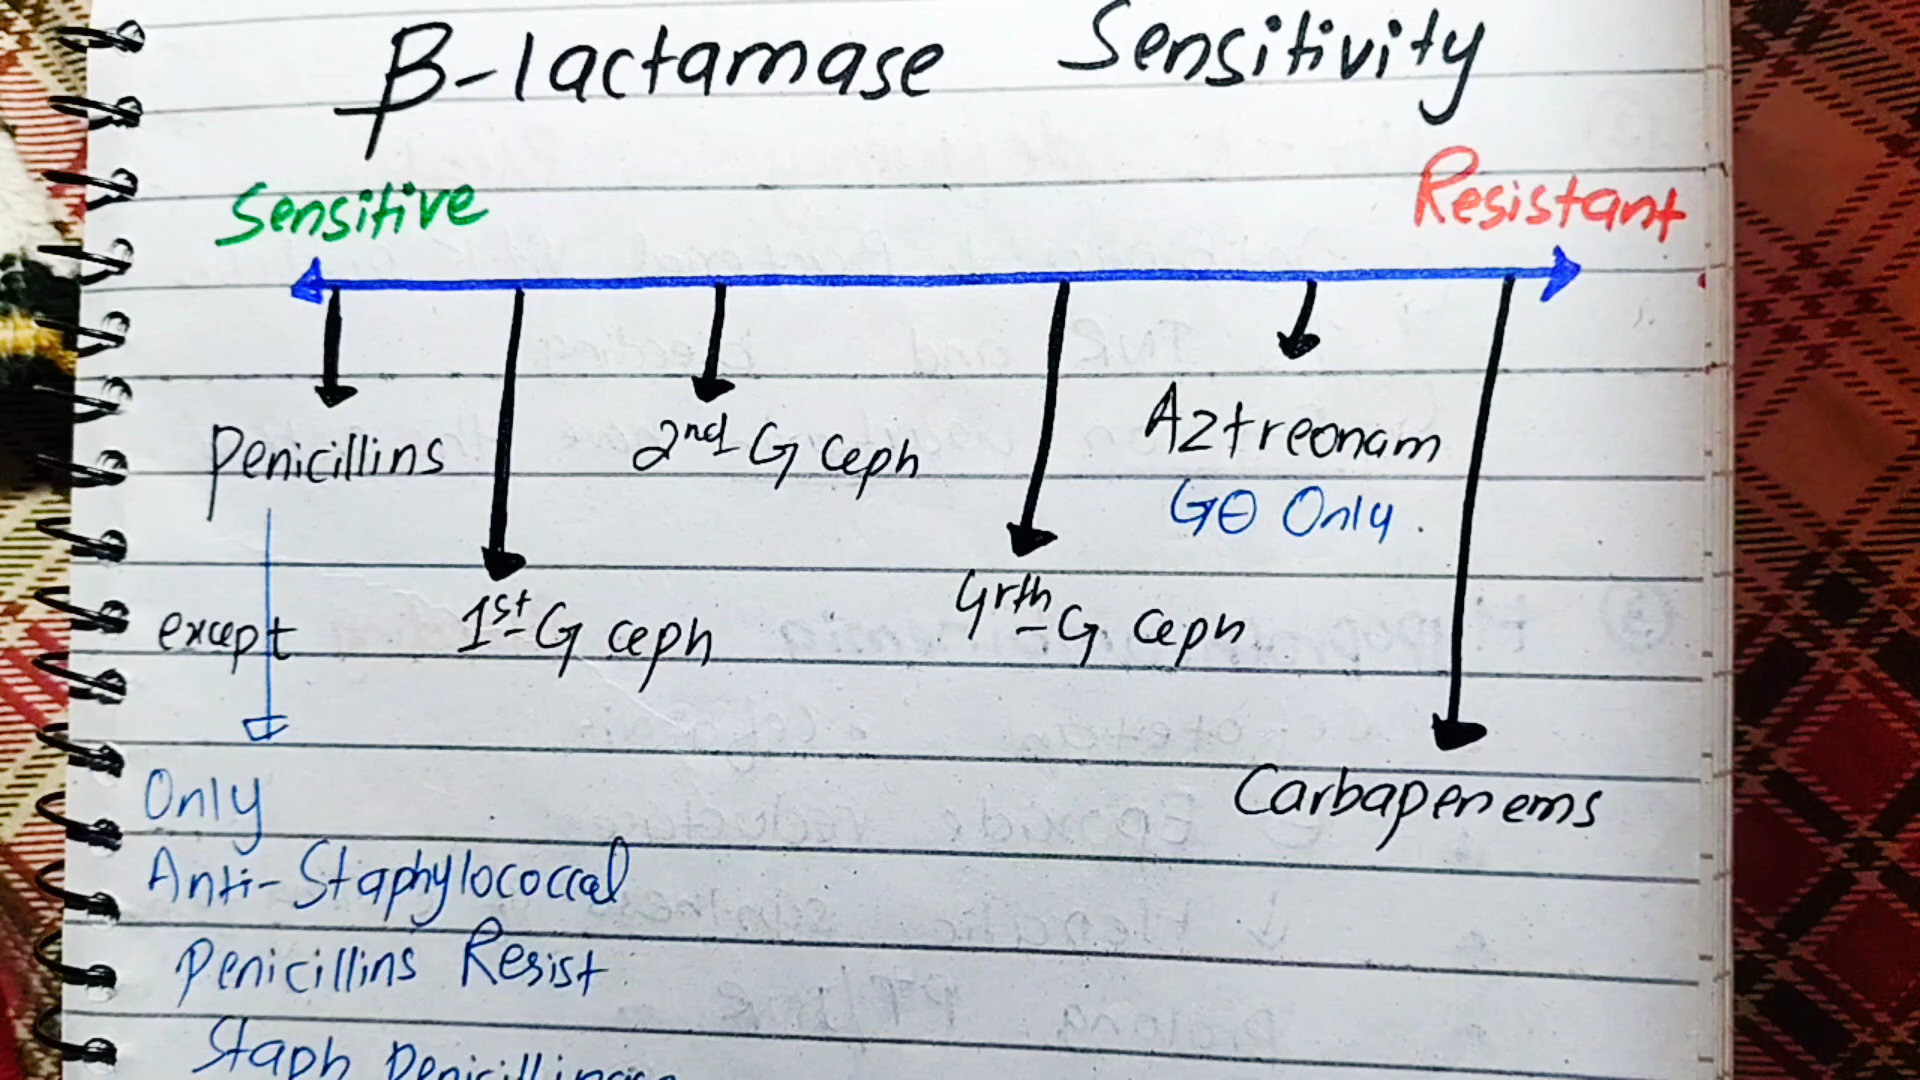 β-lactamase Sensitivity
Sensitive
Resistant
Penicillins
2nd G Ceph
Aztreonam
G⊖ Only.
except
1st-G ceph
4rth-G Ceph
Carbapenems
Only
Anti-Staphylococcal
Penicillins Resist
Staph Penicillinase